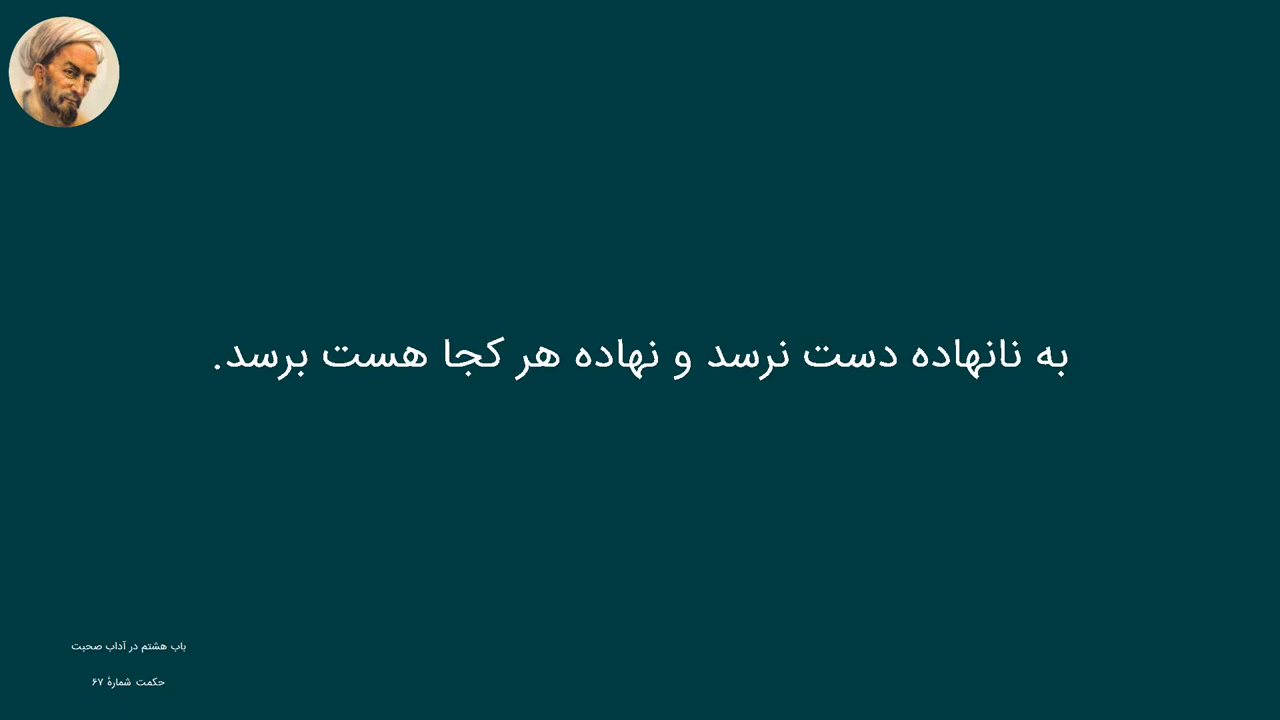 به نانهاده دست نرسد و نهاده هر کجا هست برسد.
باب هشتم در آداب صحبت
حکمت شمارهٔ ۶۷